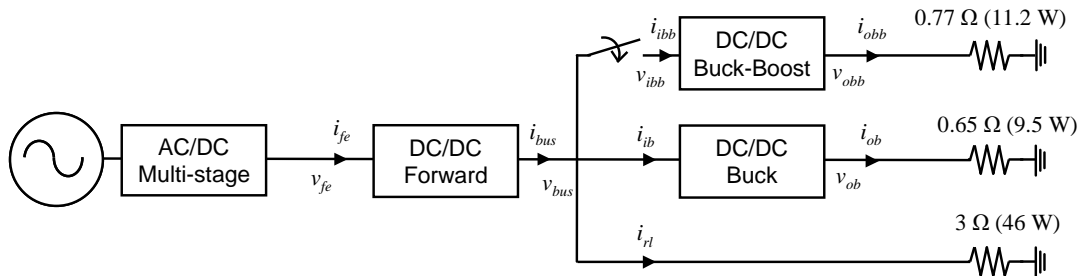 0.77 Ω (11.2 W)
i_ibb
DC/DC
Buck-Boost
i_obb
v_ibb
v_obb
AC/DC
Multi-stage
i_fe
v_fe
DC/DC
Forward
i_bus
v_bus
i_ib
DC/DC
Buck
i_ob
v_ob
0.65 Ω (9.5 W)
i_rl
3 Ω (46 W)